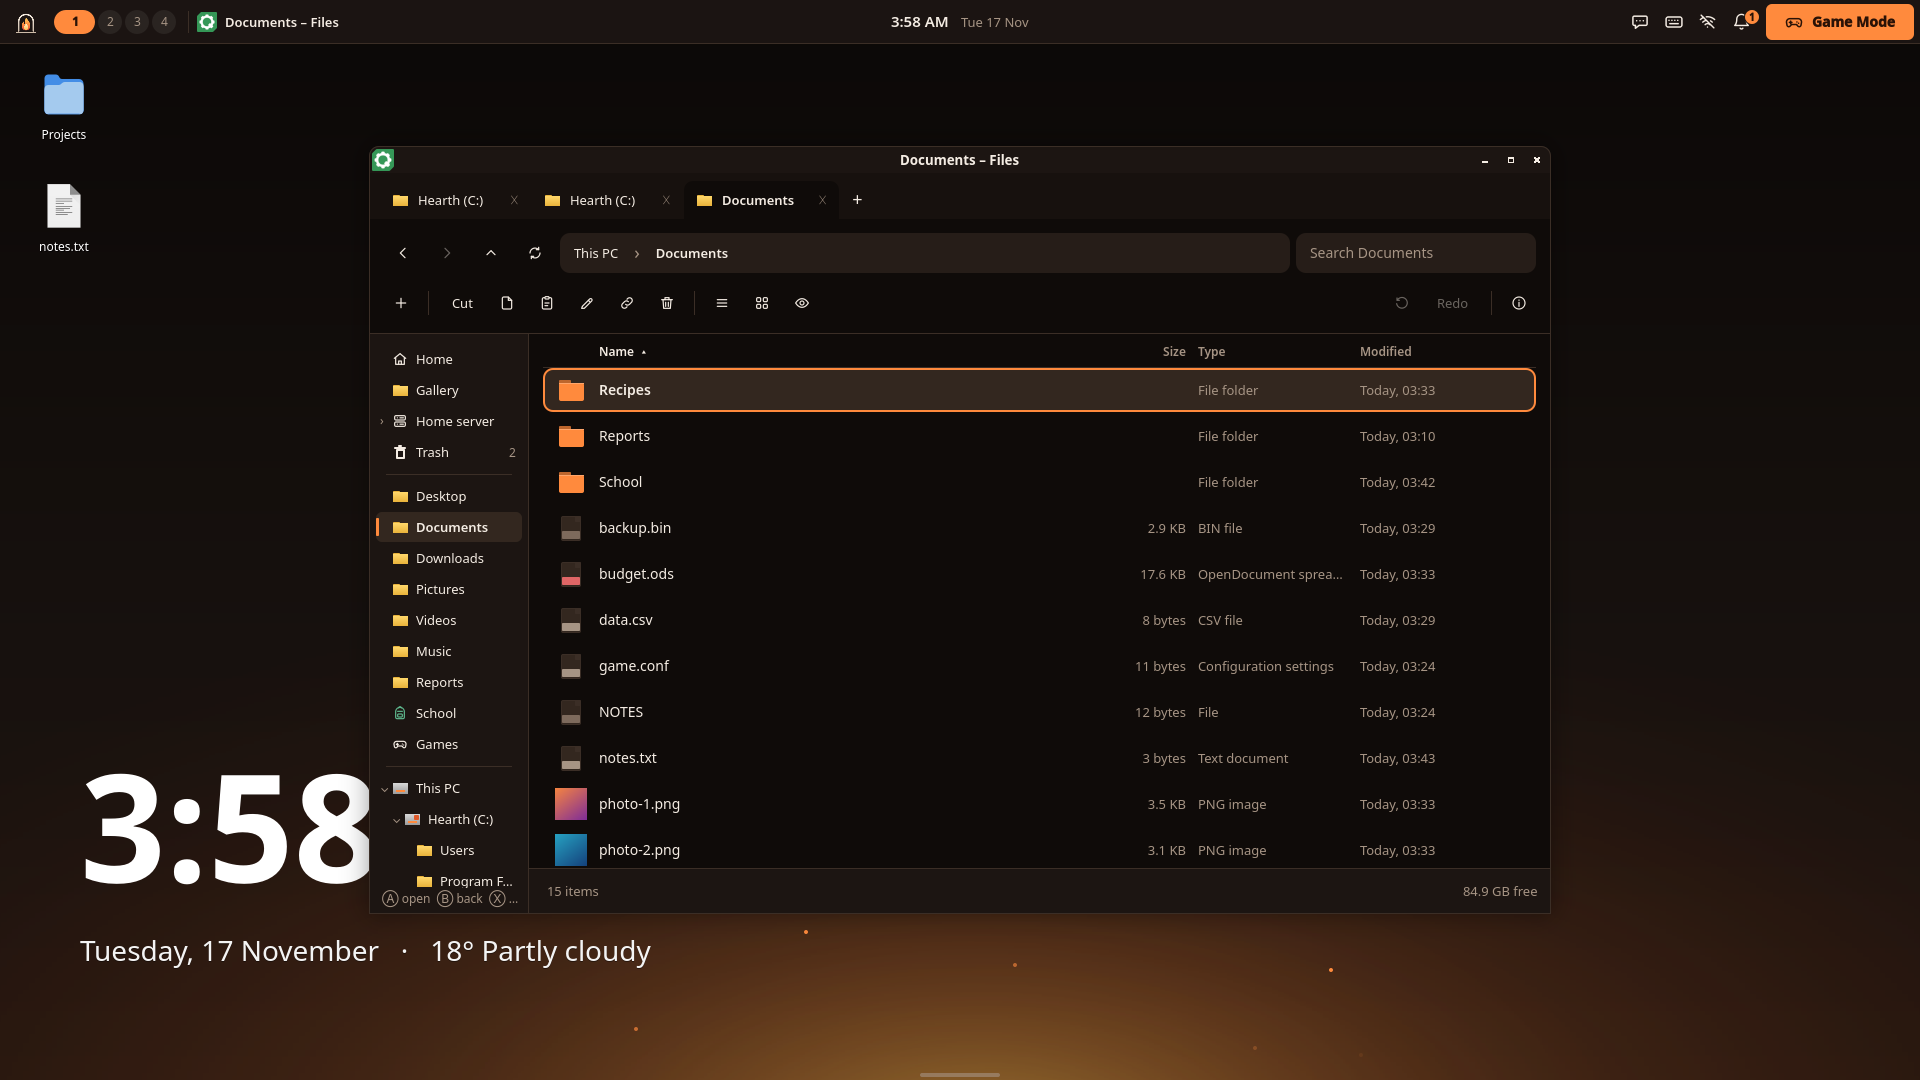 1 2 3 4 Documents – Files 3:58 AM Tue 17 Nov 1 Game Mode
Projects
notes.txt
Documents – Files
Hearth (C:) X Hearth (C:) X Documents X +
This PC › Documents Search Documents
Cut Redo
Home
Gallery
Home server
Trash 2
Desktop
Documents
Downloads
Pictures
Videos
Music
Reports
School
Games
This PC
Hearth (C:)
Users
Program F...
A open B back X ...
Name Size Type Modified
Recipes File folder Today, 03:33
Reports File folder Today, 03:10
School File folder Today, 03:42
backup.bin 2.9 KB BIN file Today, 03:29
budget.ods 17.6 KB OpenDocument sprea... Today, 03:33
data.csv 8 bytes CSV file Today, 03:29
game.conf 11 bytes Configuration settings Today, 03:24
NOTES 12 bytes File Today, 03:24
notes.txt 3 bytes Text document Today, 03:43
photo-1.png 3.5 KB PNG image Today, 03:33
photo-2.png 3.1 KB PNG image Today, 03:33
15 items 84.9 GB free
3:58
Tuesday, 17 November · 18° Partly cloudy